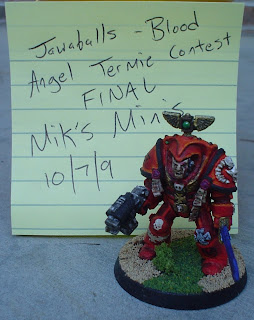 Jawaballs - Blood
Angel Termie Contest
FINAL
Mik's Minis
10/7/9